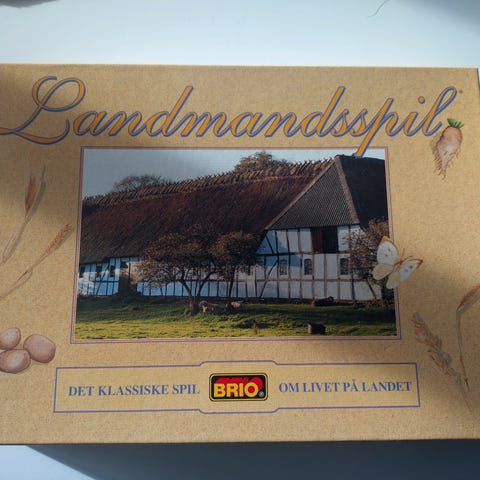 Landmandsspil
DET KLASSISKE SPIL BRIO® OM LIVET PÅ LANDET